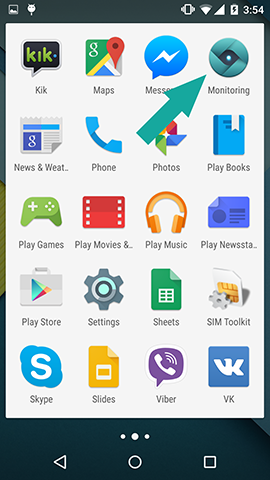 3:54
kik
g
Kik
Maps
Monitoring
g
News & Weat..
Phone
Photos
Play Books
Play Games
Play Movies &..
Play Music
Play Newssta..
Play Store
Settings
Sheets
SIM Toolkit
Skype
Slides
Viber
VK